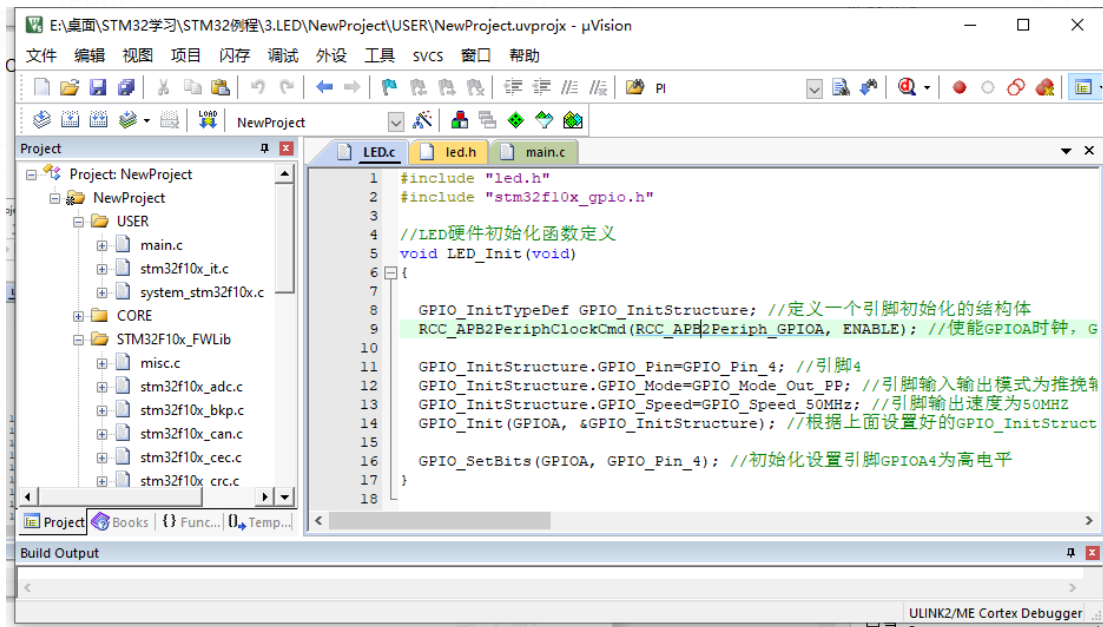 E:\桌面\STM32学习\STM32例程\3.LED\NewProject\USER\NewProject.uvprojx - µVision
文件 编辑 视图 项目 闪存 调试 外设 工具 SVCS 窗口 帮助
PI
LOAD NewProject
Project
LED.c led.h main.c
Project: NewProject
NewProject
USER
main.c
stm32f10x_it.c
system_stm32f10x.c
CORE
STM32F10x_FWLib
misc.c
stm32f10x_adc.c
stm32f10x_bkp.c
stm32f10x_can.c
stm32f10x_cec.c
stm32f10x_crc.c
Project Books {} Func... Temp...
1 #include "led.h"
2 #include "stm32f10x_gpio.h"
3
4 //LED硬件初始化函数定义
5 void LED_Init(void)
6 {
7
8 GPIO_InitTypeDef GPIO_InitStructure; //定义一个引脚初始化的结构体
9 RCC_APB2PeriphClockCmd(RCC_APB2Periph_GPIOA, ENABLE); //使能GPIOA时钟，G
10
11 GPIO_InitStructure.GPIO_Pin=GPIO_Pin_4; //引脚4
12 GPIO_InitStructure.GPIO_Mode=GPIO_Mode_Out_PP; //引脚输入输出模式为推挽输
13 GPIO_InitStructure.GPIO_Speed=GPIO_Speed_50MHz; //引脚输出速度为50MHZ
14 GPIO_Init(GPIOA, &GPIO_InitStructure); //根据上面设置好的GPIO_InitStruct
15
16 GPIO_SetBits(GPIOA, GPIO_Pin_4); //初始化设置引脚GPIOA4为高电平
17 }
18
Build Output
ULINK2/ME Cortex Debugger